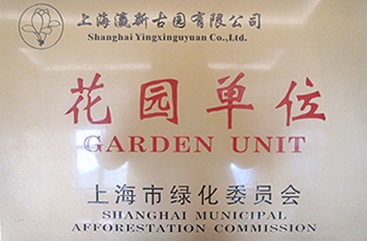 上海瀛新古园有限公司
Shanghai Yingxinguyuan Co.,Ltd.
花园单位
GARDEN UNIT
上海市绿化委员会
SHANGHAI MUNICIPAL
AFFORESTATION COMMISSION